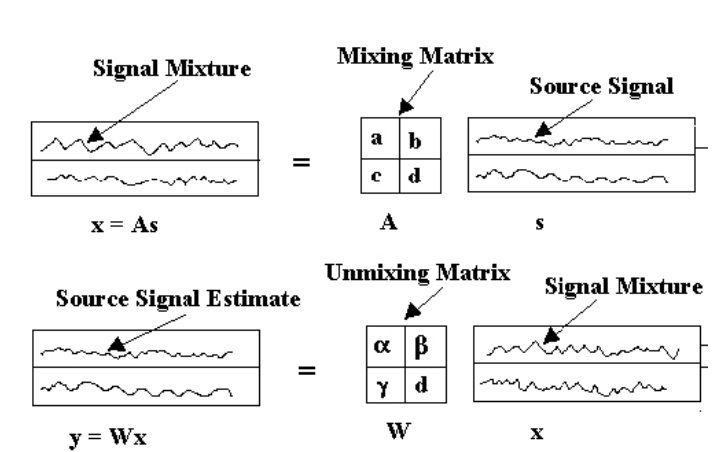 Signal Mixture
Mixing Matrix
Source Signal
a b
=
c d
x = As
A
s
Unmixing Matrix
Source Signal Estimate
Signal Mixture
α β
=
γ d
y = Wx
W
x